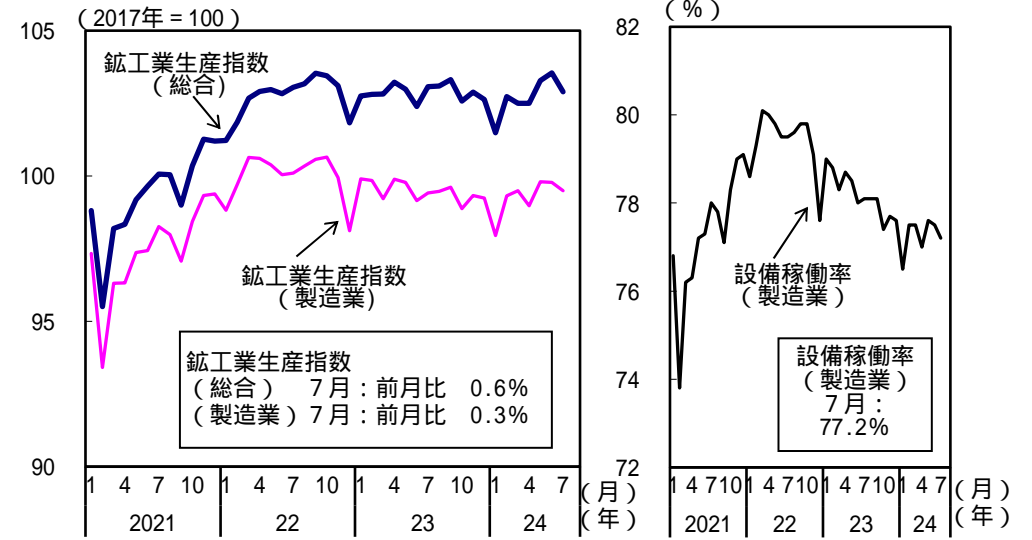 （2017年＝100）
105
100
95
90
鉱工業生産指数
（総合）
鉱工業生産指数
（製造業）
鉱工業生産指数
（総合） 7月：前月比 0.6%
（製造業）7月：前月比 0.3%
1 4 7 10 1 4 7 10 1 4 7 10 1 4 7 （月）
2021 22 23 24 （年）
（%）
82
80
78
76
74
72
設備稼働率
（製造業）
設備稼働率
（製造業）
7月：
77.2%
1 4 7 10 1 4 7 10 1 4 7 10 1 4 7 （月）
2021 22 23 24 （年）